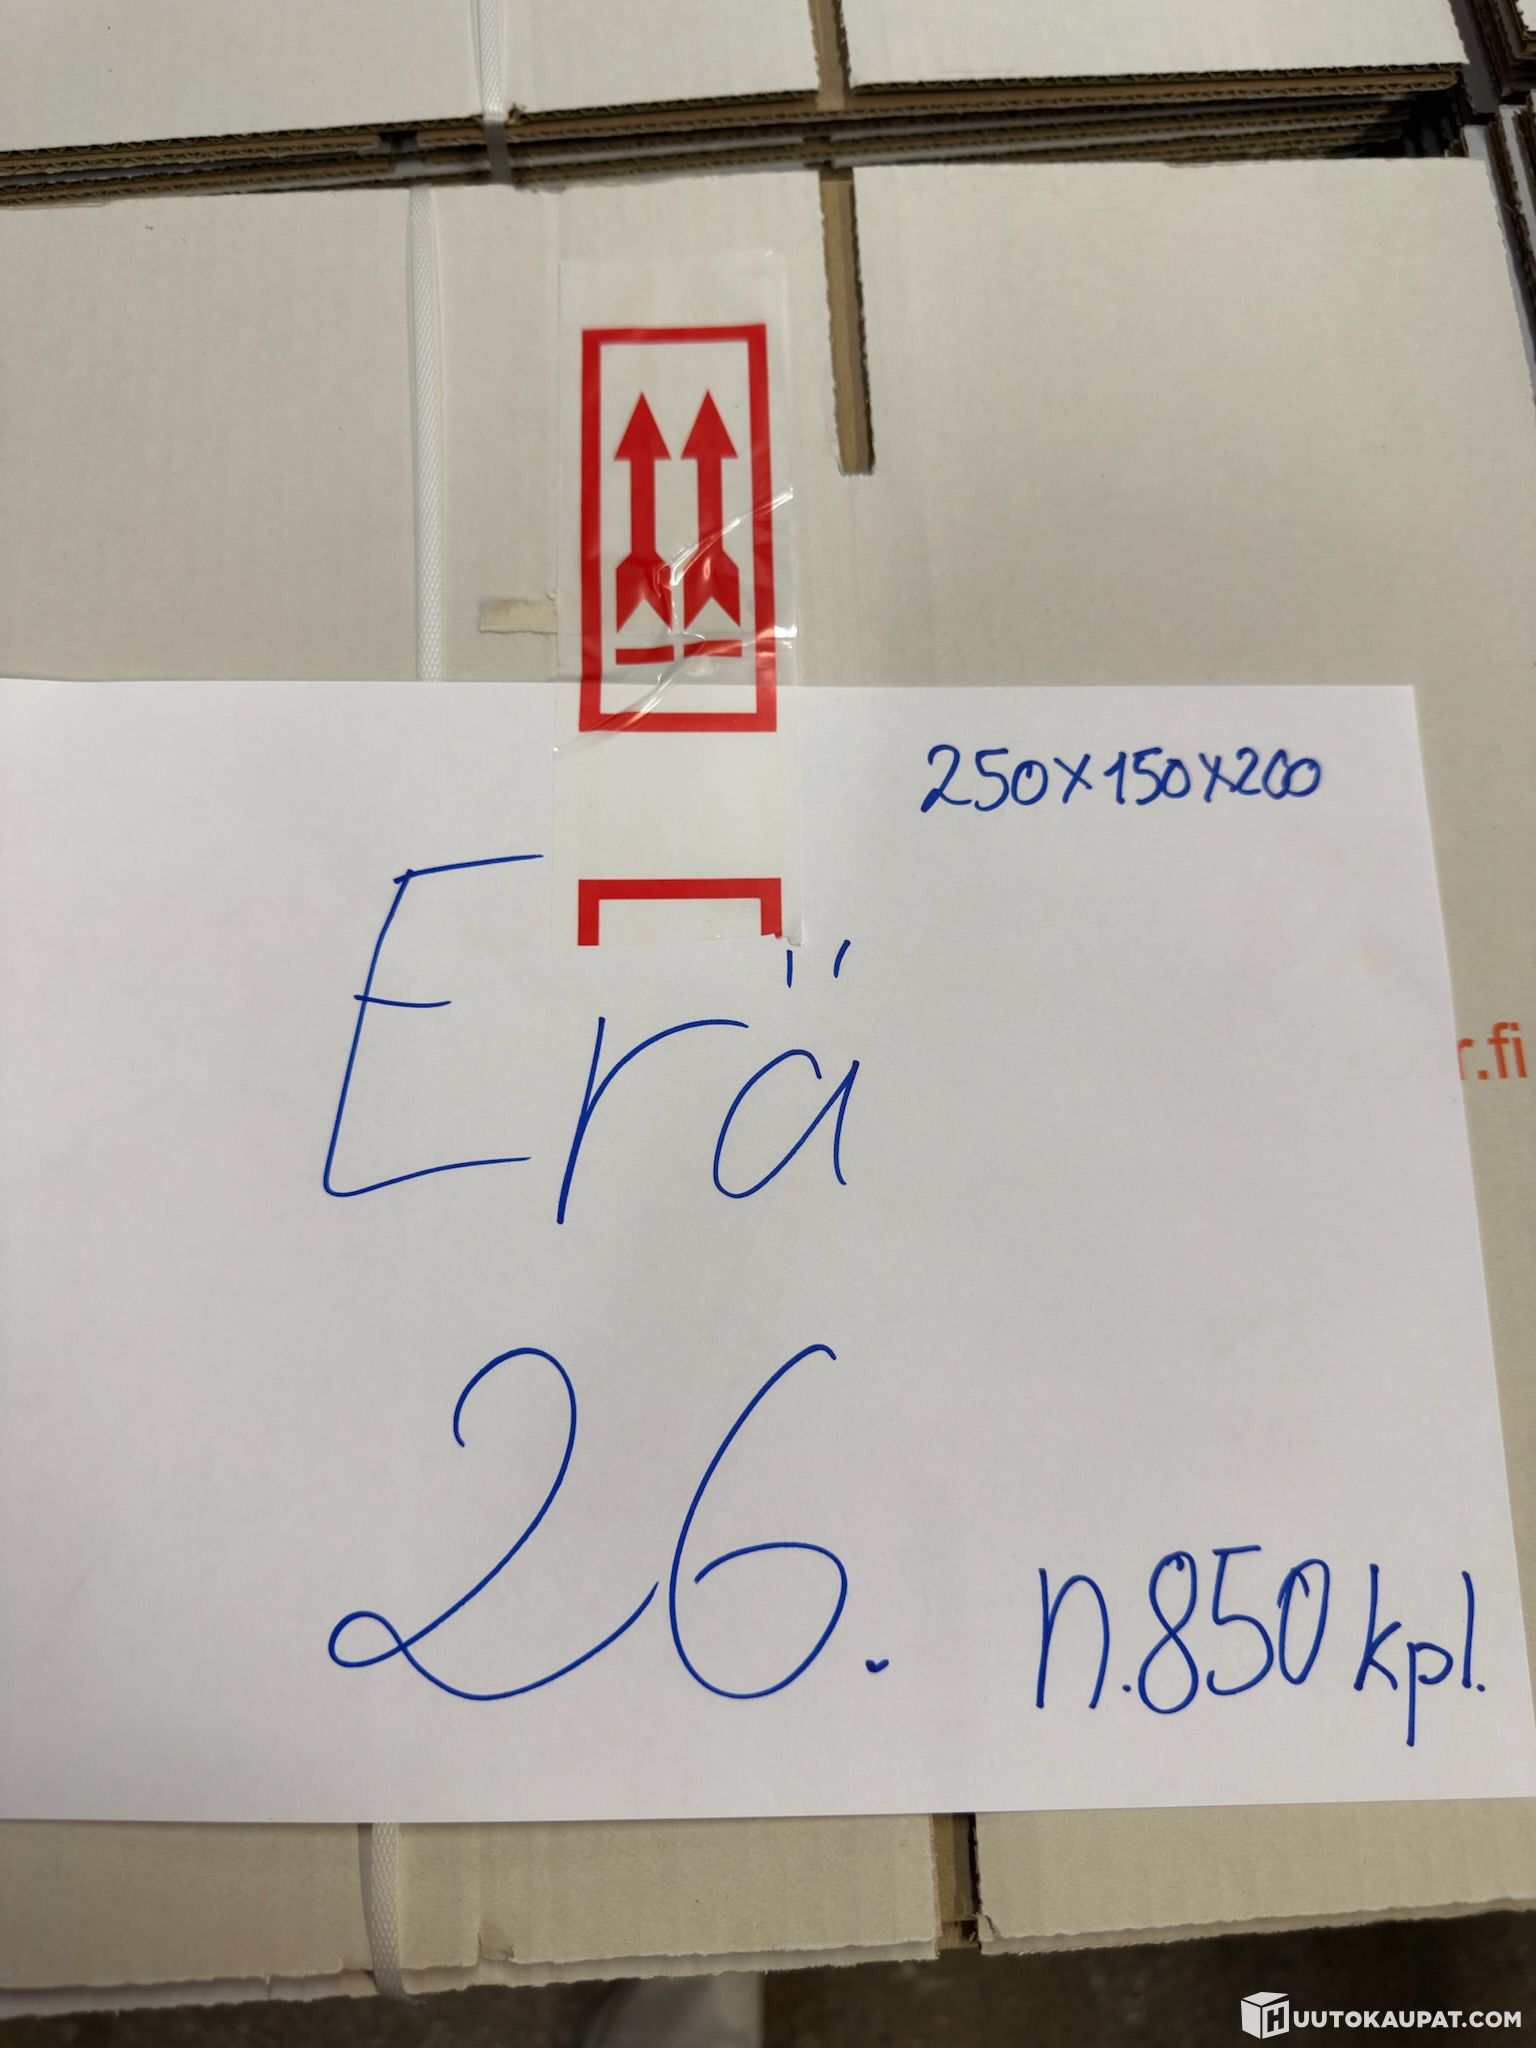 250x150x200
Erä
r.fi
26.
n.850 kpl.
HUUTOKAUPAT.COM